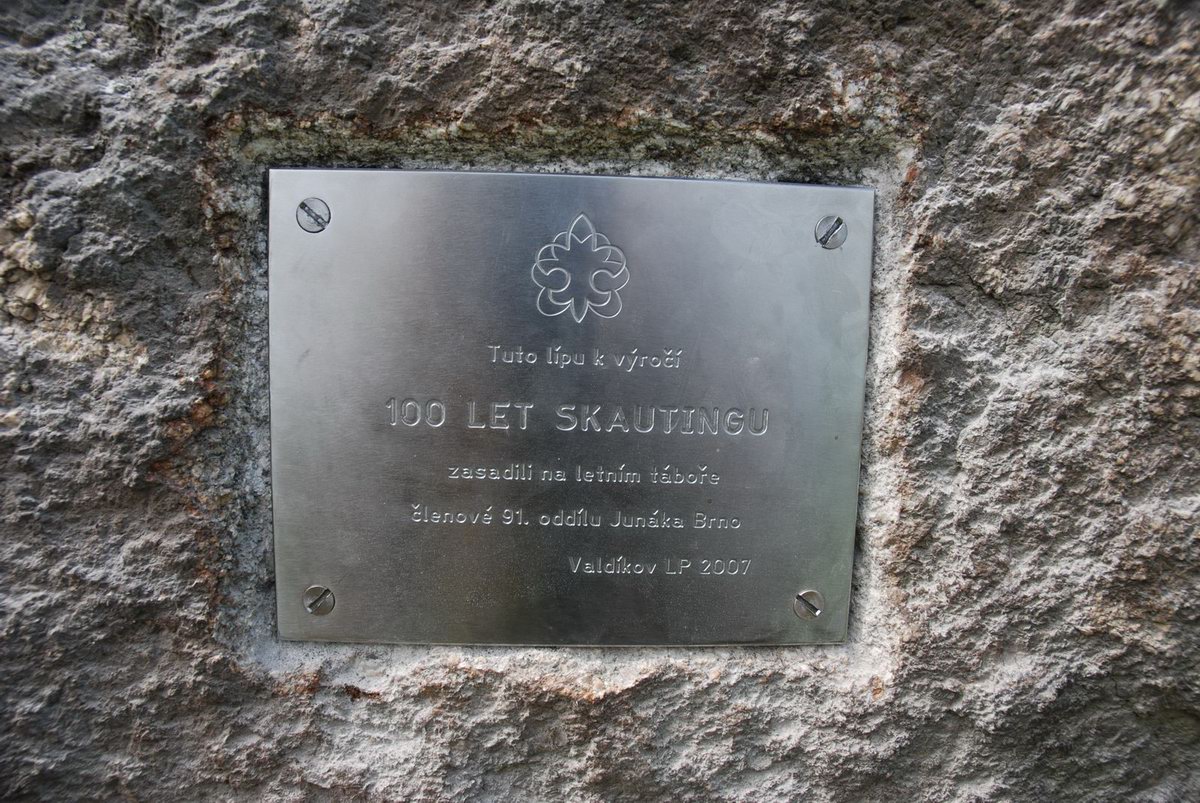 Tuto lípu k výročí
100 LET SKAUTINGU
zasadili na letním táboře
členové 91. oddílu Junáka Brno
Valdíkov LP 2007